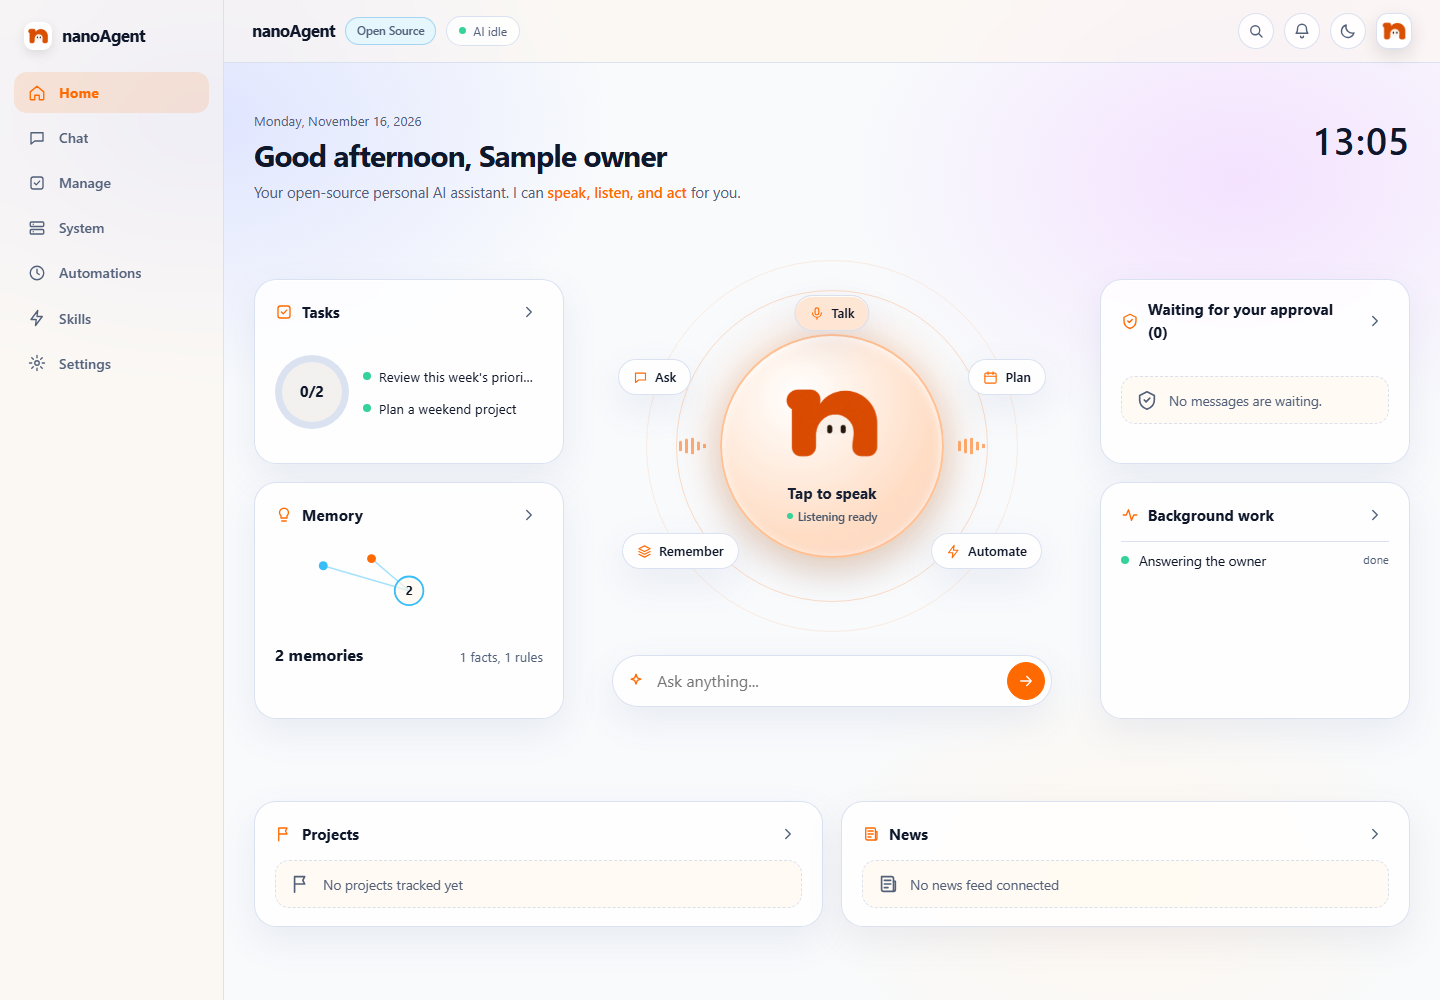 nanoAgent
Home
Chat
Manage
System
Automations
Skills
Settings
nanoAgent
Open Source
AI idle
Monday, November 16, 2026
Good afternoon, Sample owner
Your open-source personal AI assistant. I can speak, listen, and act for you.
13:05
Tasks
0/2
Review this week's priori...
Plan a weekend project
Memory
2
2 memories
1 facts, 1 rules
Talk
Ask
Plan
Tap to speak
Listening ready
Remember
Automate
Ask anything...
Waiting for your approval
(0)
No messages are waiting.
Background work
Answering the owner
done
Projects
No projects tracked yet
News
No news feed connected